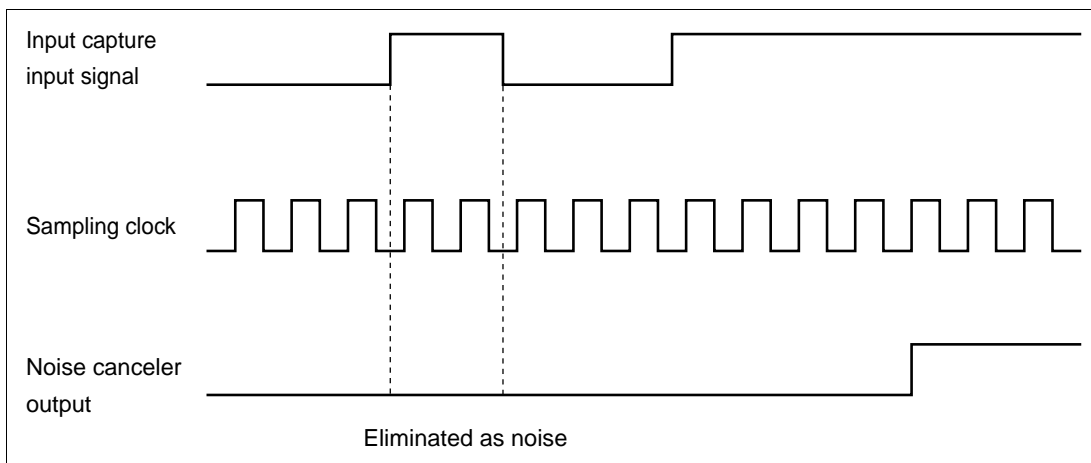 Input capture
input signal
Sampling clock
Noise canceler
output
Eliminated as noise